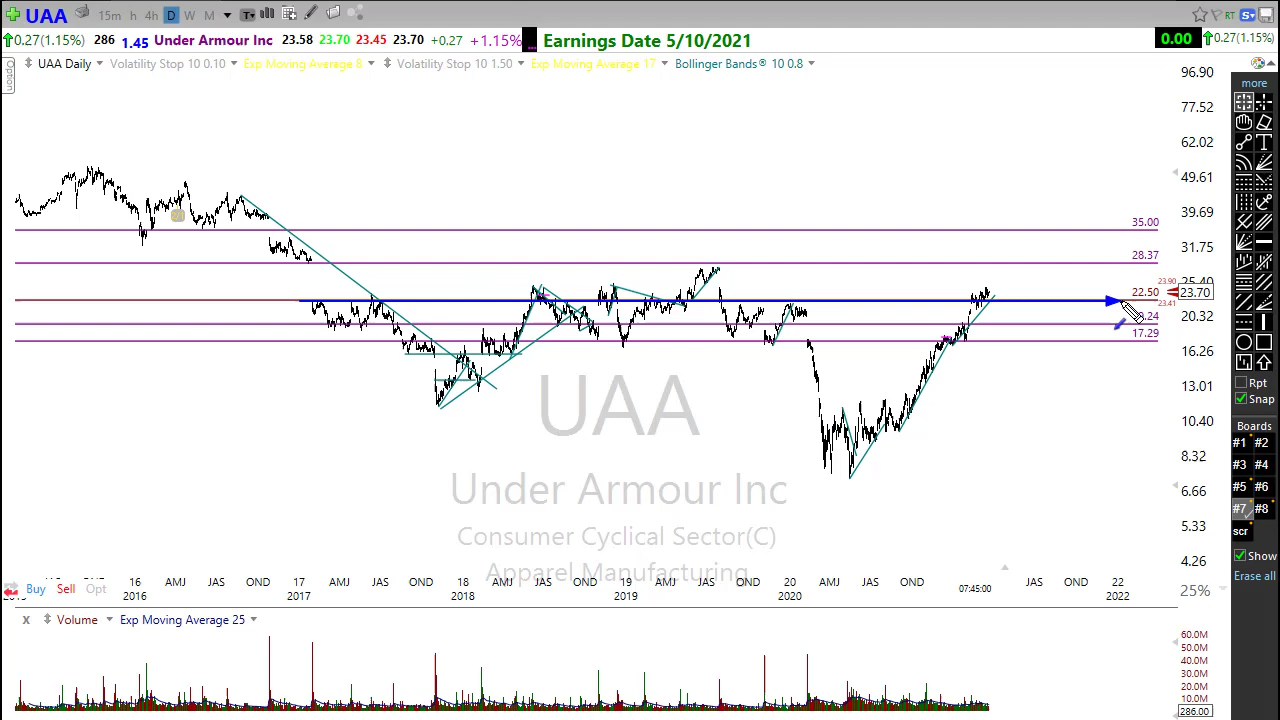 UAA 15m h 4h D W M T RT S
0.27(1.15%) 286 1.45 Under Armour Inc 23.58 23.70 23.45 23.70 +0.27 +1.15% ... Earnings Date 5/10/2021 0.00 0.27(1.15%)
Option
UAA Daily Volatility Stop 10 0.10 Exp Moving Average 8 Volatility Stop 10 1.50 Exp Moving Average 17 Bollinger Bands® 10 0.8
96.90
77.52
62.02
49.61
39.69
35.00
31.75
28.37
25.40
23.90
22.50
23.70
23.41
20.32
17.29
16.26
13.01
10.40
8.32
6.66
5.33
4.26
UAA
Under Armour Inc
Consumer Cyclical Sector(C)
Apparel Manufacturing
more
T
Rpt
Snap
Boards
#1 #2
#3 #4
#5 #6
#7 #8
scr
Show
Erase all
16 AMJ JAS OND 17 AMJ JAS OND 18 AMJ JAS OND 19 AMJ JAS OND 20 AMJ JAS OND JAS OND 22
Buy Sell Opt 2016 2017 2018 2019 2020 07:45:00 2022 25%
x Volume Exp Moving Average 25
60.0M
50.0M
40.0M
30.0M
20.0M
10.0M
286.00